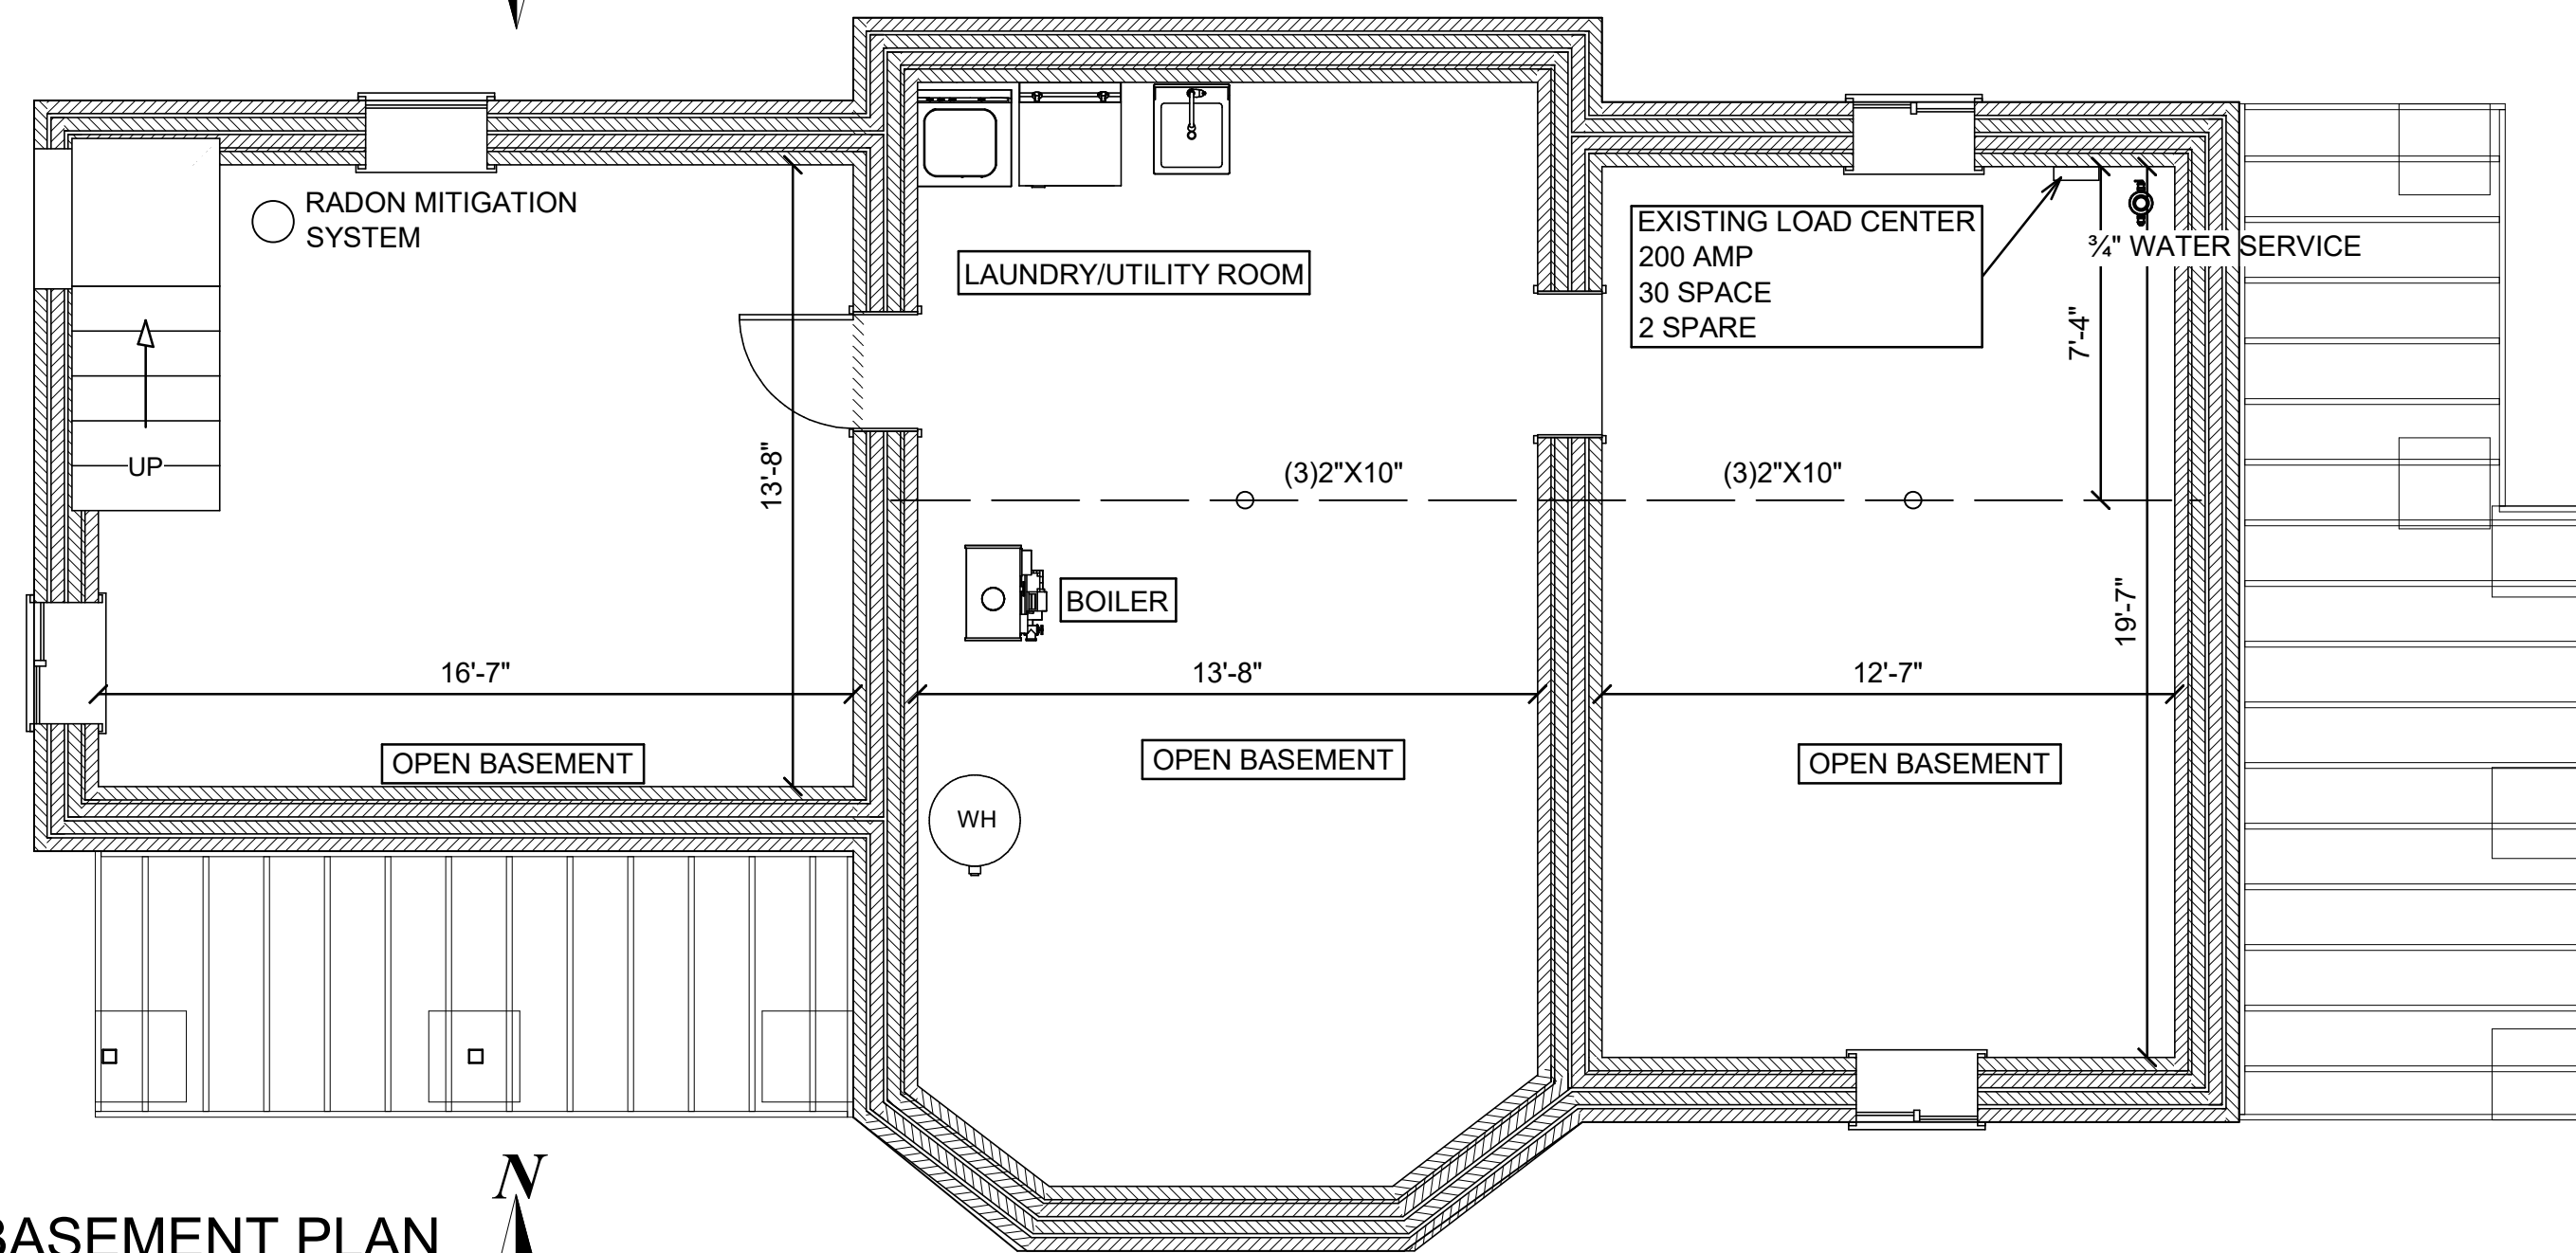 RADON MITIGATION
SYSTEM
UP
13'-8"
16'-7"
OPEN BASEMENT
LAUNDRY/UTILITY ROOM
(3)2"X10"
BOILER
13'-8"
OPEN BASEMENT
WH
EXISTING LOAD CENTER
200 AMP
30 SPACE
2 SPARE
¾" WATER SERVICE
7'-4"
(3)2"X10"
19'-7"
12'-7"
OPEN BASEMENT
N
BASEMENT PLAN